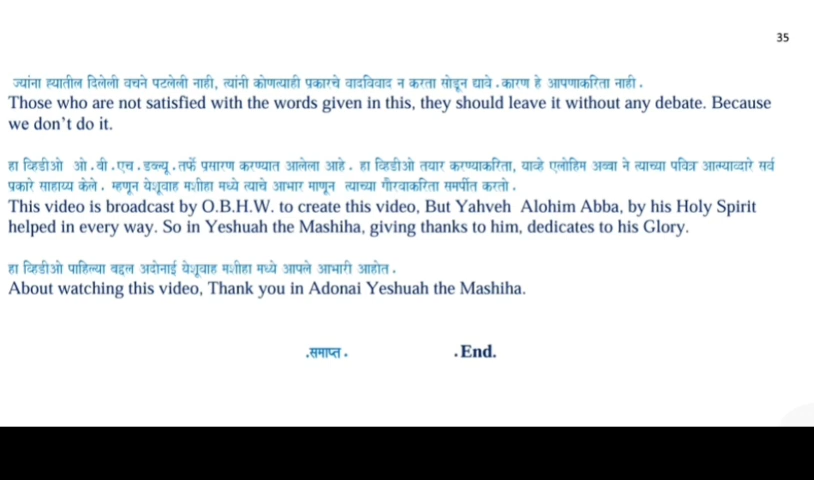 35
ज्यांना ह्यातील दिलेली वचने पटलेली नाही, त्यांनी कोणत्याही प्रकारचे वादविवाद न करता सोडून द्यावे .कारण हे आपणाकरिता नाही .
Those who are not satisfied with the words given in this, they should leave it without any debate. Because
we don't do it.
हा व्हिडीओ ओ .बी .एच . डब्ल्यू . तर्फे प्रसारण करण्यात आलेला आहे . हा व्हिडीओ तयार करण्याकरिता, याव्हे एलोहिम अब्बा ने त्याच्या पवित्र आत्म्याव्दारे सर्व
प्रकारे साहाय्य केले . म्हणून येशूवाह मशीहा मध्ये त्याचे आभार माणून त्याच्या गौरवाकरिता समर्पीत करतो .
This video is broadcast by O.B.H.W. to create this video, But Yahveh Alohim Abba, by his Holy Spirit
helped in every way. So in Yeshuah the Mashiha, giving thanks to him, dedicates to his Glory.
हा व्हिडीओ पाहिल्या बद्दल अदोनाई येशूवाह मशीहा मध्ये आपले आभारी आहोत .
About watching this video, Thank you in Adonai Yeshuah the Mashiha.
.समाप्त . .End.